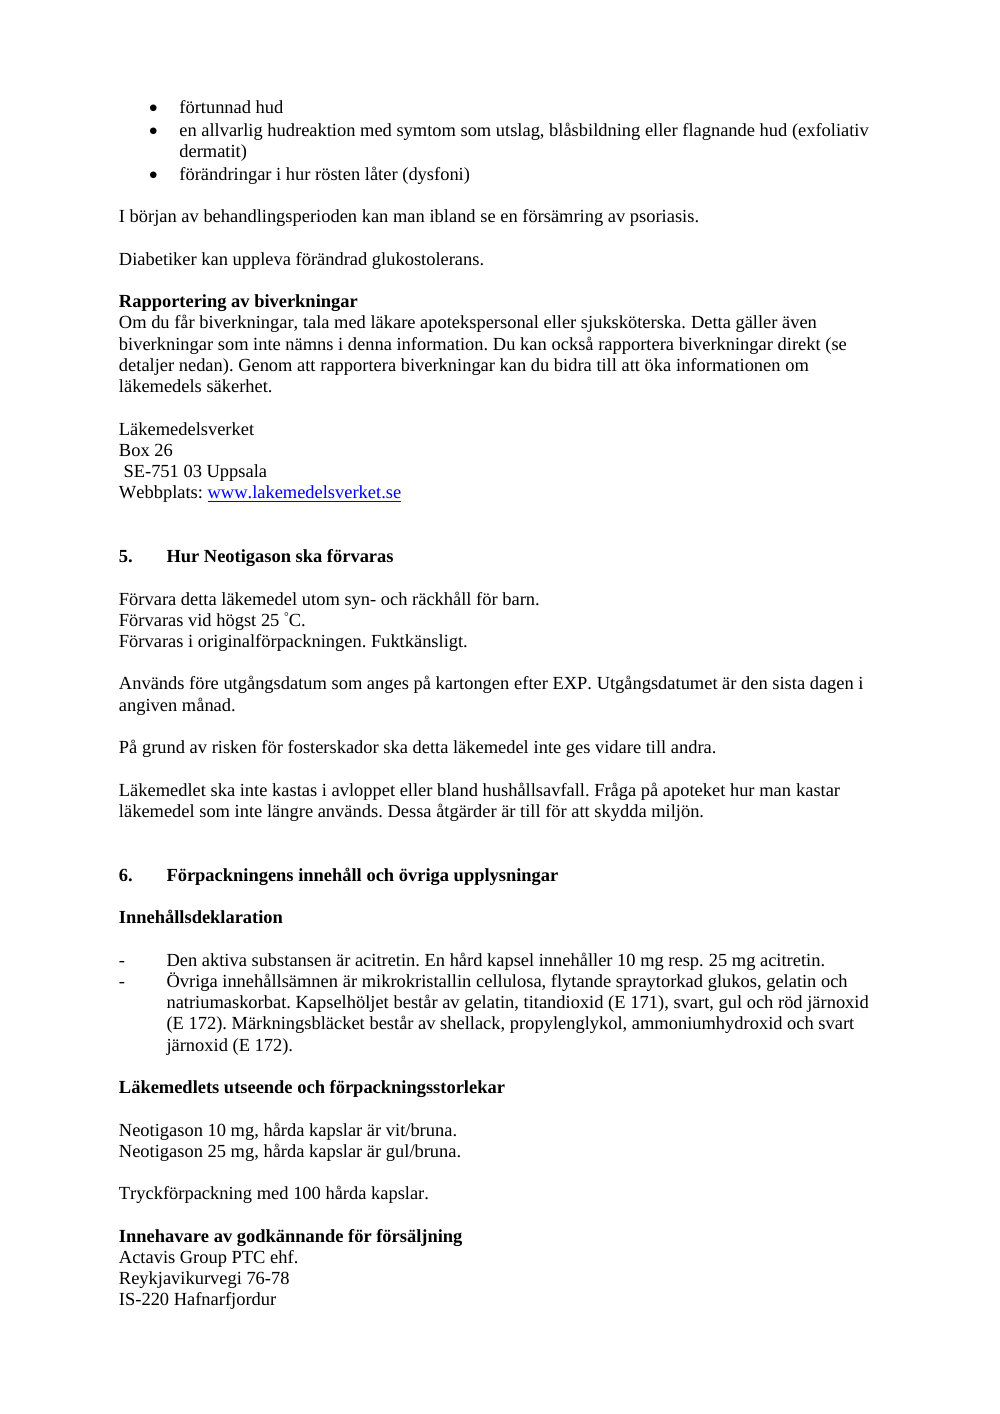 • förtunnad hud
• en allvarlig hudreaktion med symtom som utslag, blåsbildning eller flagnande hud (exfoliativ
dermatit)
• förändringar i hur rösten låter (dysfoni)
I början av behandlingsperioden kan man ibland se en försämring av psoriasis.
Diabetiker kan uppleva förändrad glukostolerans.
Rapportering av biverkningar
Om du får biverkningar, tala med läkare apotekspersonal eller sjuksköterska. Detta gäller även
biverkningar som inte nämns i denna information. Du kan också rapportera biverkningar direkt (se
detaljer nedan). Genom att rapportera biverkningar kan du bidra till att öka informationen om
läkemedels säkerhet.
Läkemedelsverket
Box 26
SE-751 03 Uppsala
Webbplats: www.lakemedelsverket.se
5. Hur Neotigason ska förvaras
Förvara detta läkemedel utom syn- och räckhåll för barn.
Förvaras vid högst 25 °C.
Förvaras i originalförpackningen. Fuktkänsligt.
Används före utgångsdatum som anges på kartongen efter EXP. Utgångsdatumet är den sista dagen i
angiven månad.
På grund av risken för fosterskador ska detta läkemedel inte ges vidare till andra.
Läkemedlet ska inte kastas i avloppet eller bland hushållsavfall. Fråga på apoteket hur man kastar
läkemedel som inte längre används. Dessa åtgärder är till för att skydda miljön.
6. Förpackningens innehåll och övriga upplysningar
Innehållsdeklaration
- Den aktiva substansen är acitretin. En hård kapsel innehåller 10 mg resp. 25 mg acitretin.
- Övriga innehållsämnen är mikrokristallin cellulosa, flytande spraytorkad glukos, gelatin och
natriumaskorbat. Kapselhöljet består av gelatin, titandioxid (E 171), svart, gul och röd järnoxid
(E 172). Märkningsbläcket består av shellack, propylenglykol, ammoniumhydroxid och svart
järnoxid (E 172).
Läkemedlets utseende och förpackningsstorlekar
Neotigason 10 mg, hårda kapslar är vit/bruna.
Neotigason 25 mg, hårda kapslar är gul/bruna.
Tryckförpackning med 100 hårda kapslar.
Innehavare av godkännande för försäljning
Actavis Group PTC ehf.
Reykjavikurvegi 76-78
IS-220 Hafnarfjordur